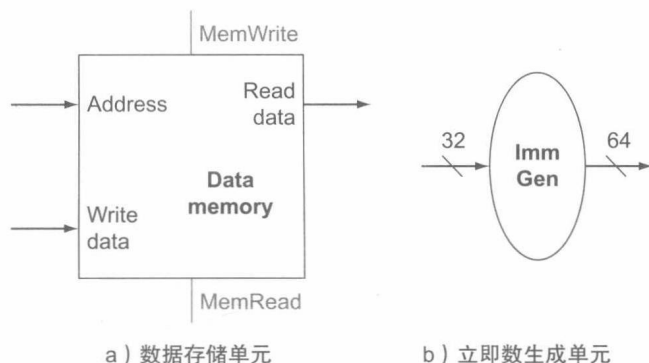 MemWrite
Address
Read
data
Data
memory
Write
data
MemRead
32
Imm
Gen
64
a）数据存储单元
b）立即数生成单元